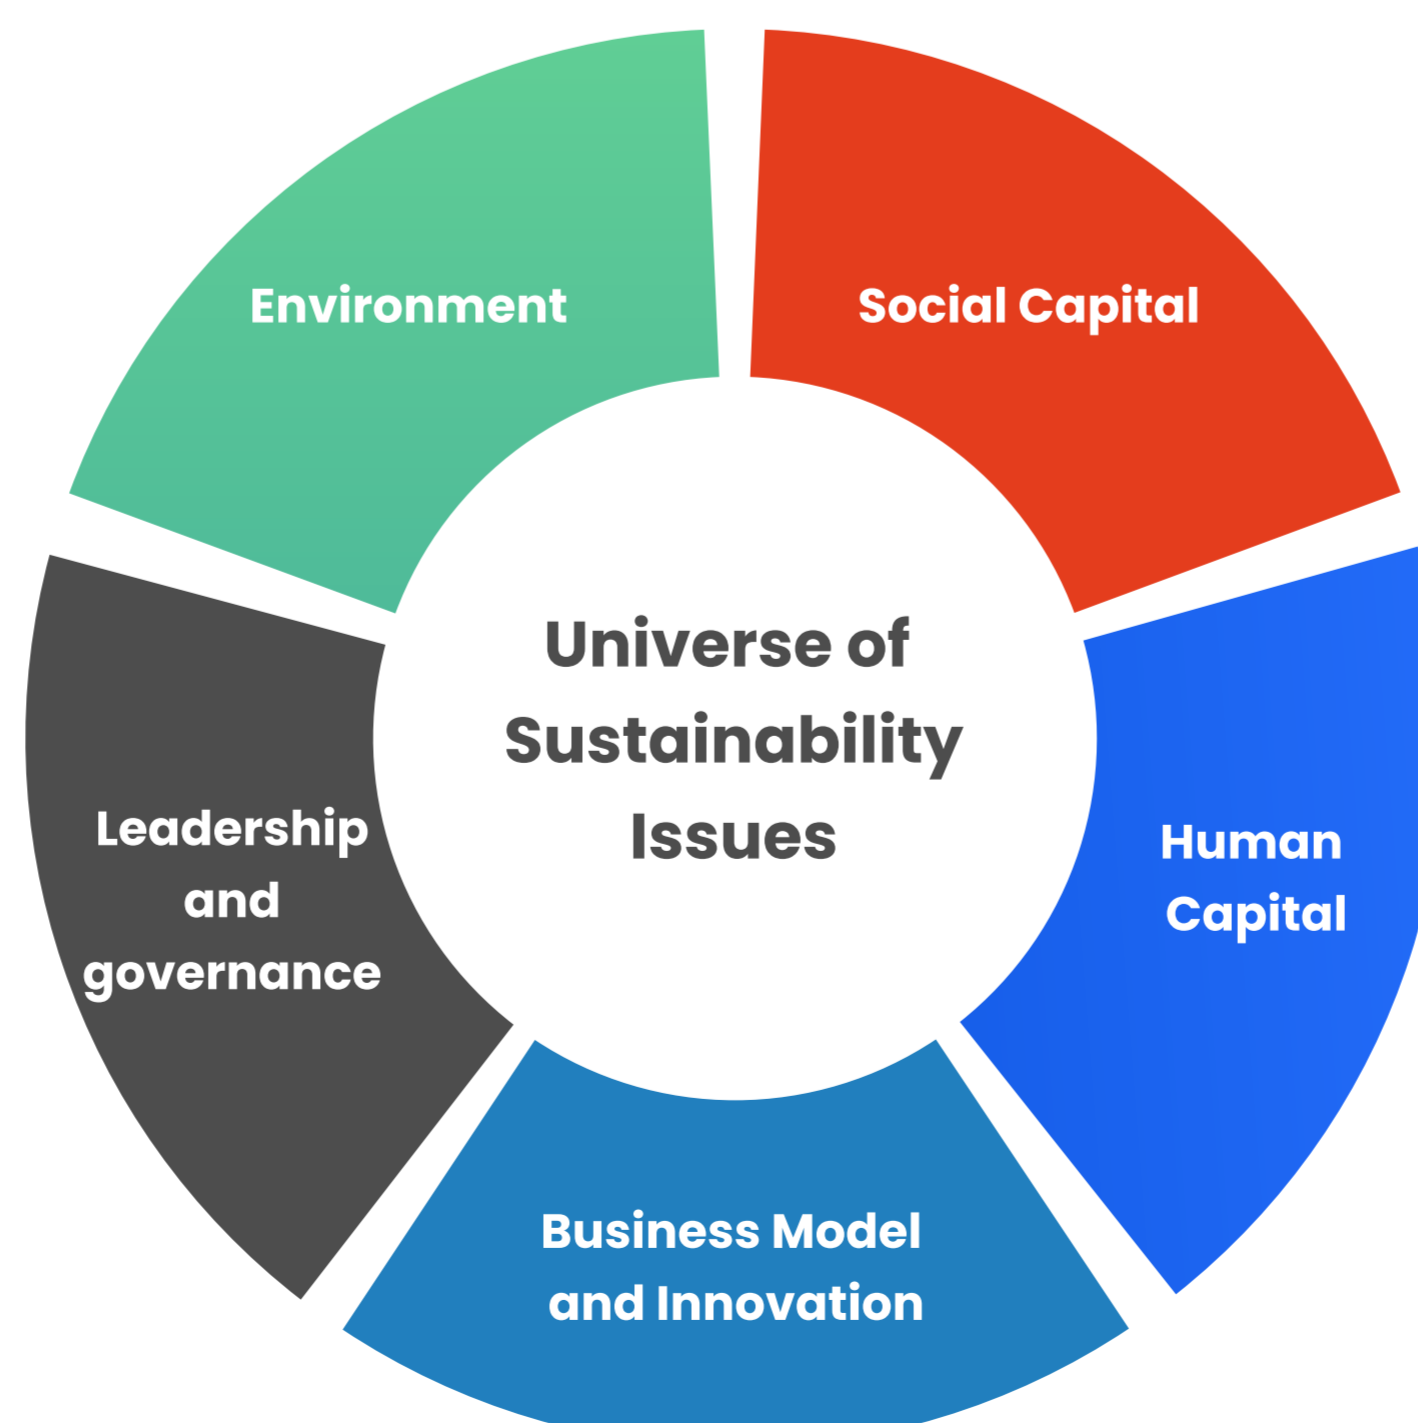 Environment
Social Capital
Universe of
Sustainability
Issues
Leadership
and
governance
Human
Capital
Business Model
and Innovation